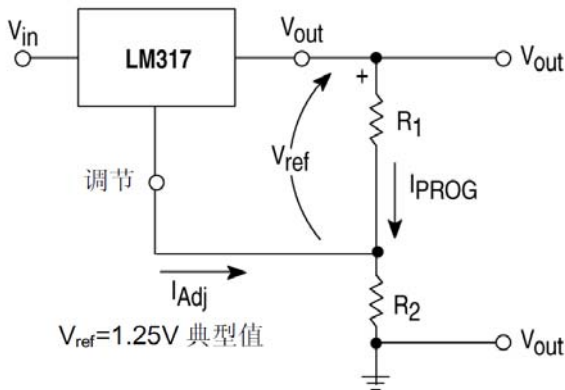 Vin
LM317
Vout
Vout
+
R1
Vref
调节
IPROG
IAdj
R2
Vref=1.25V 典型值
Vout